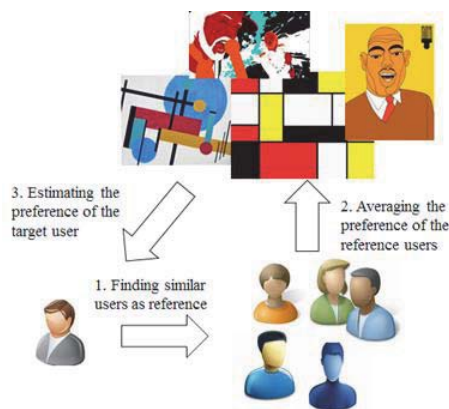 3. Estimating the
preference of the
target user
2. Averaging the
preference of the
reference users
1. Finding similar
users as reference